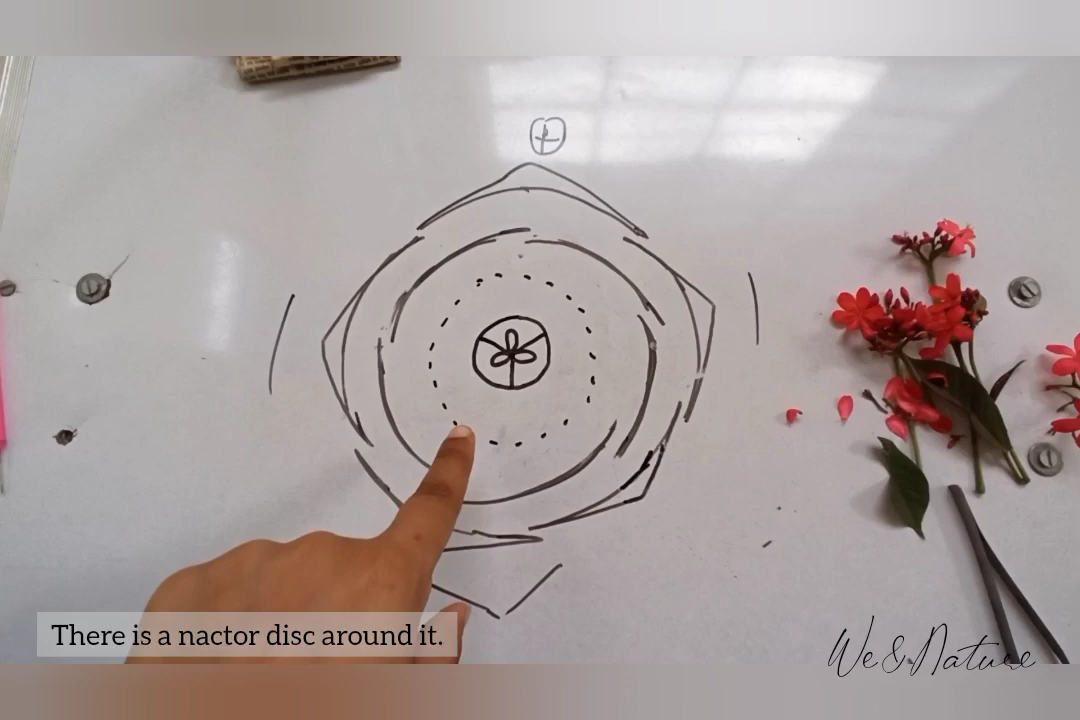 There is a nactor disc around it.
We & Nature